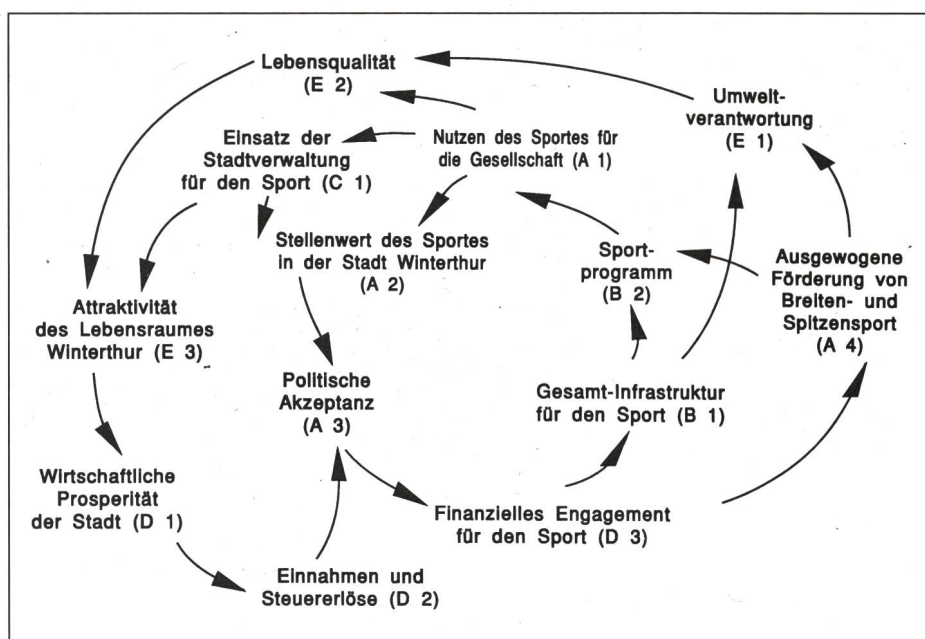 Lebensqualität
(E 2)
Umwelt-
verantwortung
(E 1)
Einsatz der
Stadtverwaltung
für den Sport (C 1)
Nutzen des Sportes für
die Gesellschaft (A 1)
Stellenwert des Sportes
in der Stadt Winterthur
(A 2)
Sport-
programm
(B 2)
Ausgewogene
Förderung von
Breiten- und
Spitzensport
(A 4)
Attraktivität
des Lebensraumes
Winterthur (E 3)
Politische
Akzeptanz
(A 3)
Gesamt-Infrastruktur
für den Sport (B 1)
Wirtschaftliche
Prosperität
der Stadt (D 1)
Finanzielles Engagement
für den Sport (D 3)
Einnahmen und
Steuererlöse (D 2)